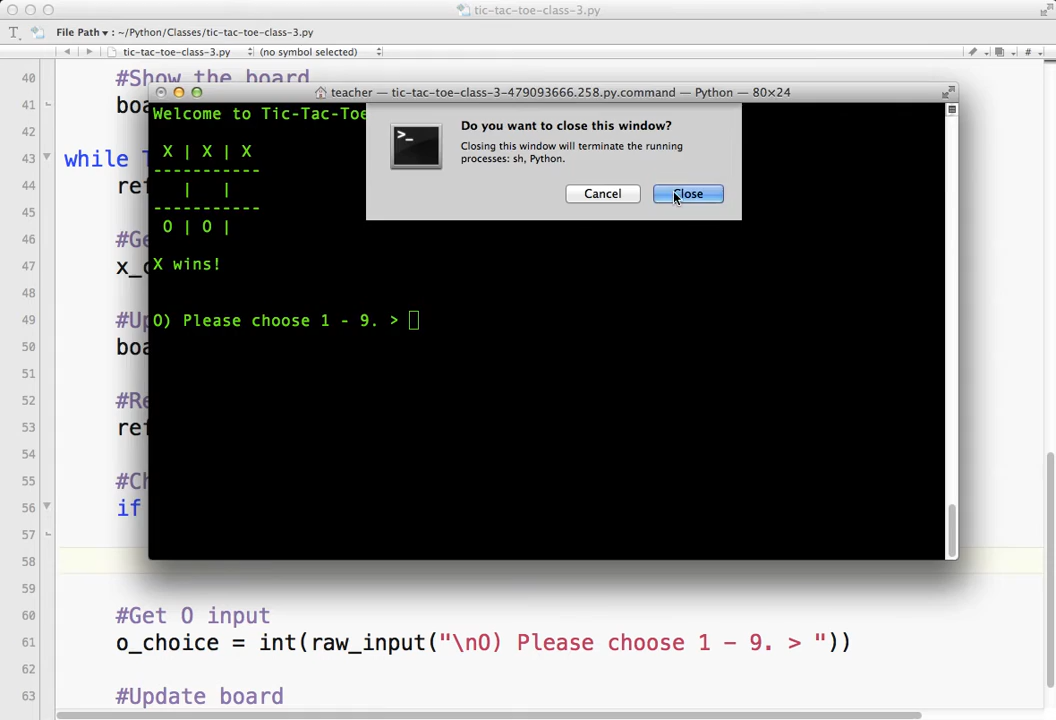 tic-tac-toe-class-3.py
File Path ▾ : ~/Python/Classes/tic-tac-toe-class-3.py
tic-tac-toe-class-3.py (no symbol selected) #
40 #Show the board
41 boa
42
43 while T
44 ref
45
46 #Ge
47 x_c
48
49 #Up
50 boa
51
52 #Re
53 ref
54
55 #Ch
56 if
57
58
59
60 #Get O input
61 o_choice = int(raw_input("\nO) Please choose 1 - 9. > "))
62
63 #Update board
teacher — tic-tac-toe-class-3-479093666.258.py.command — Python — 80×24
Welcome to Tic-Tac-Toe
X | X | X
-----------
| |
-----------
O | O |
X wins!
O) Please choose 1 - 9. >
Do you want to close this window?
Closing this window will terminate the running
processes: sh, Python.
Cancel Close